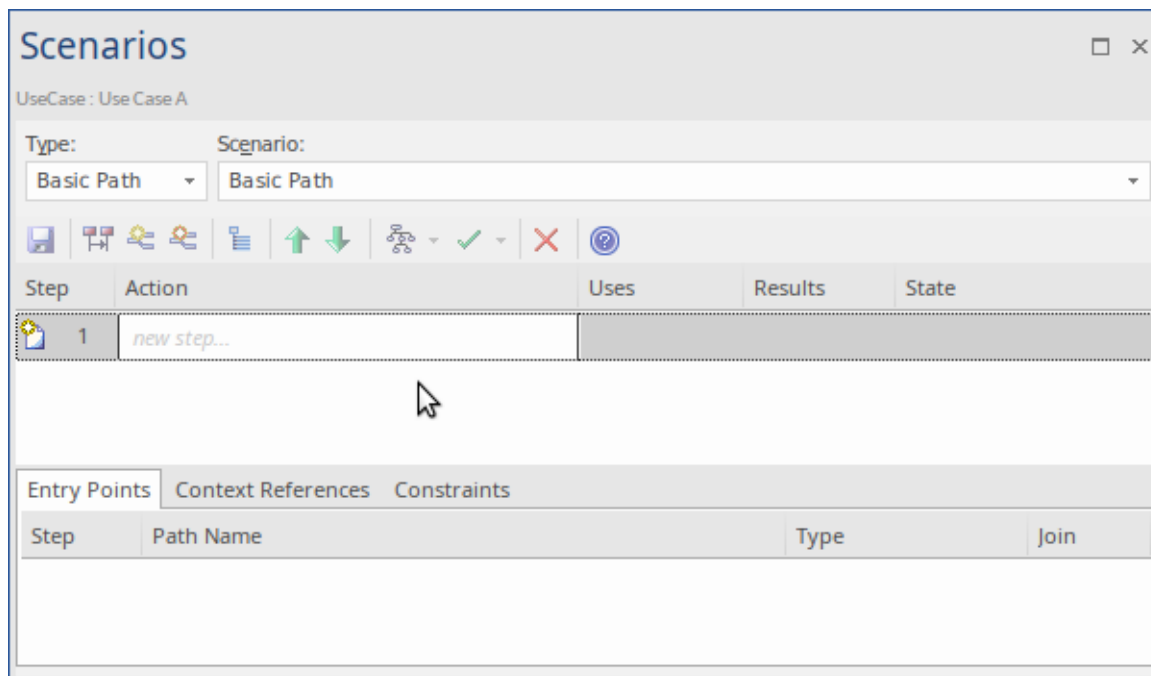 Scenarios
UseCase : Use Case A
Type: Scenario:
Basic Path Basic Path
Step Action Uses Results State
1 new step...
Entry Points Context References Constraints
Step Path Name Type Join